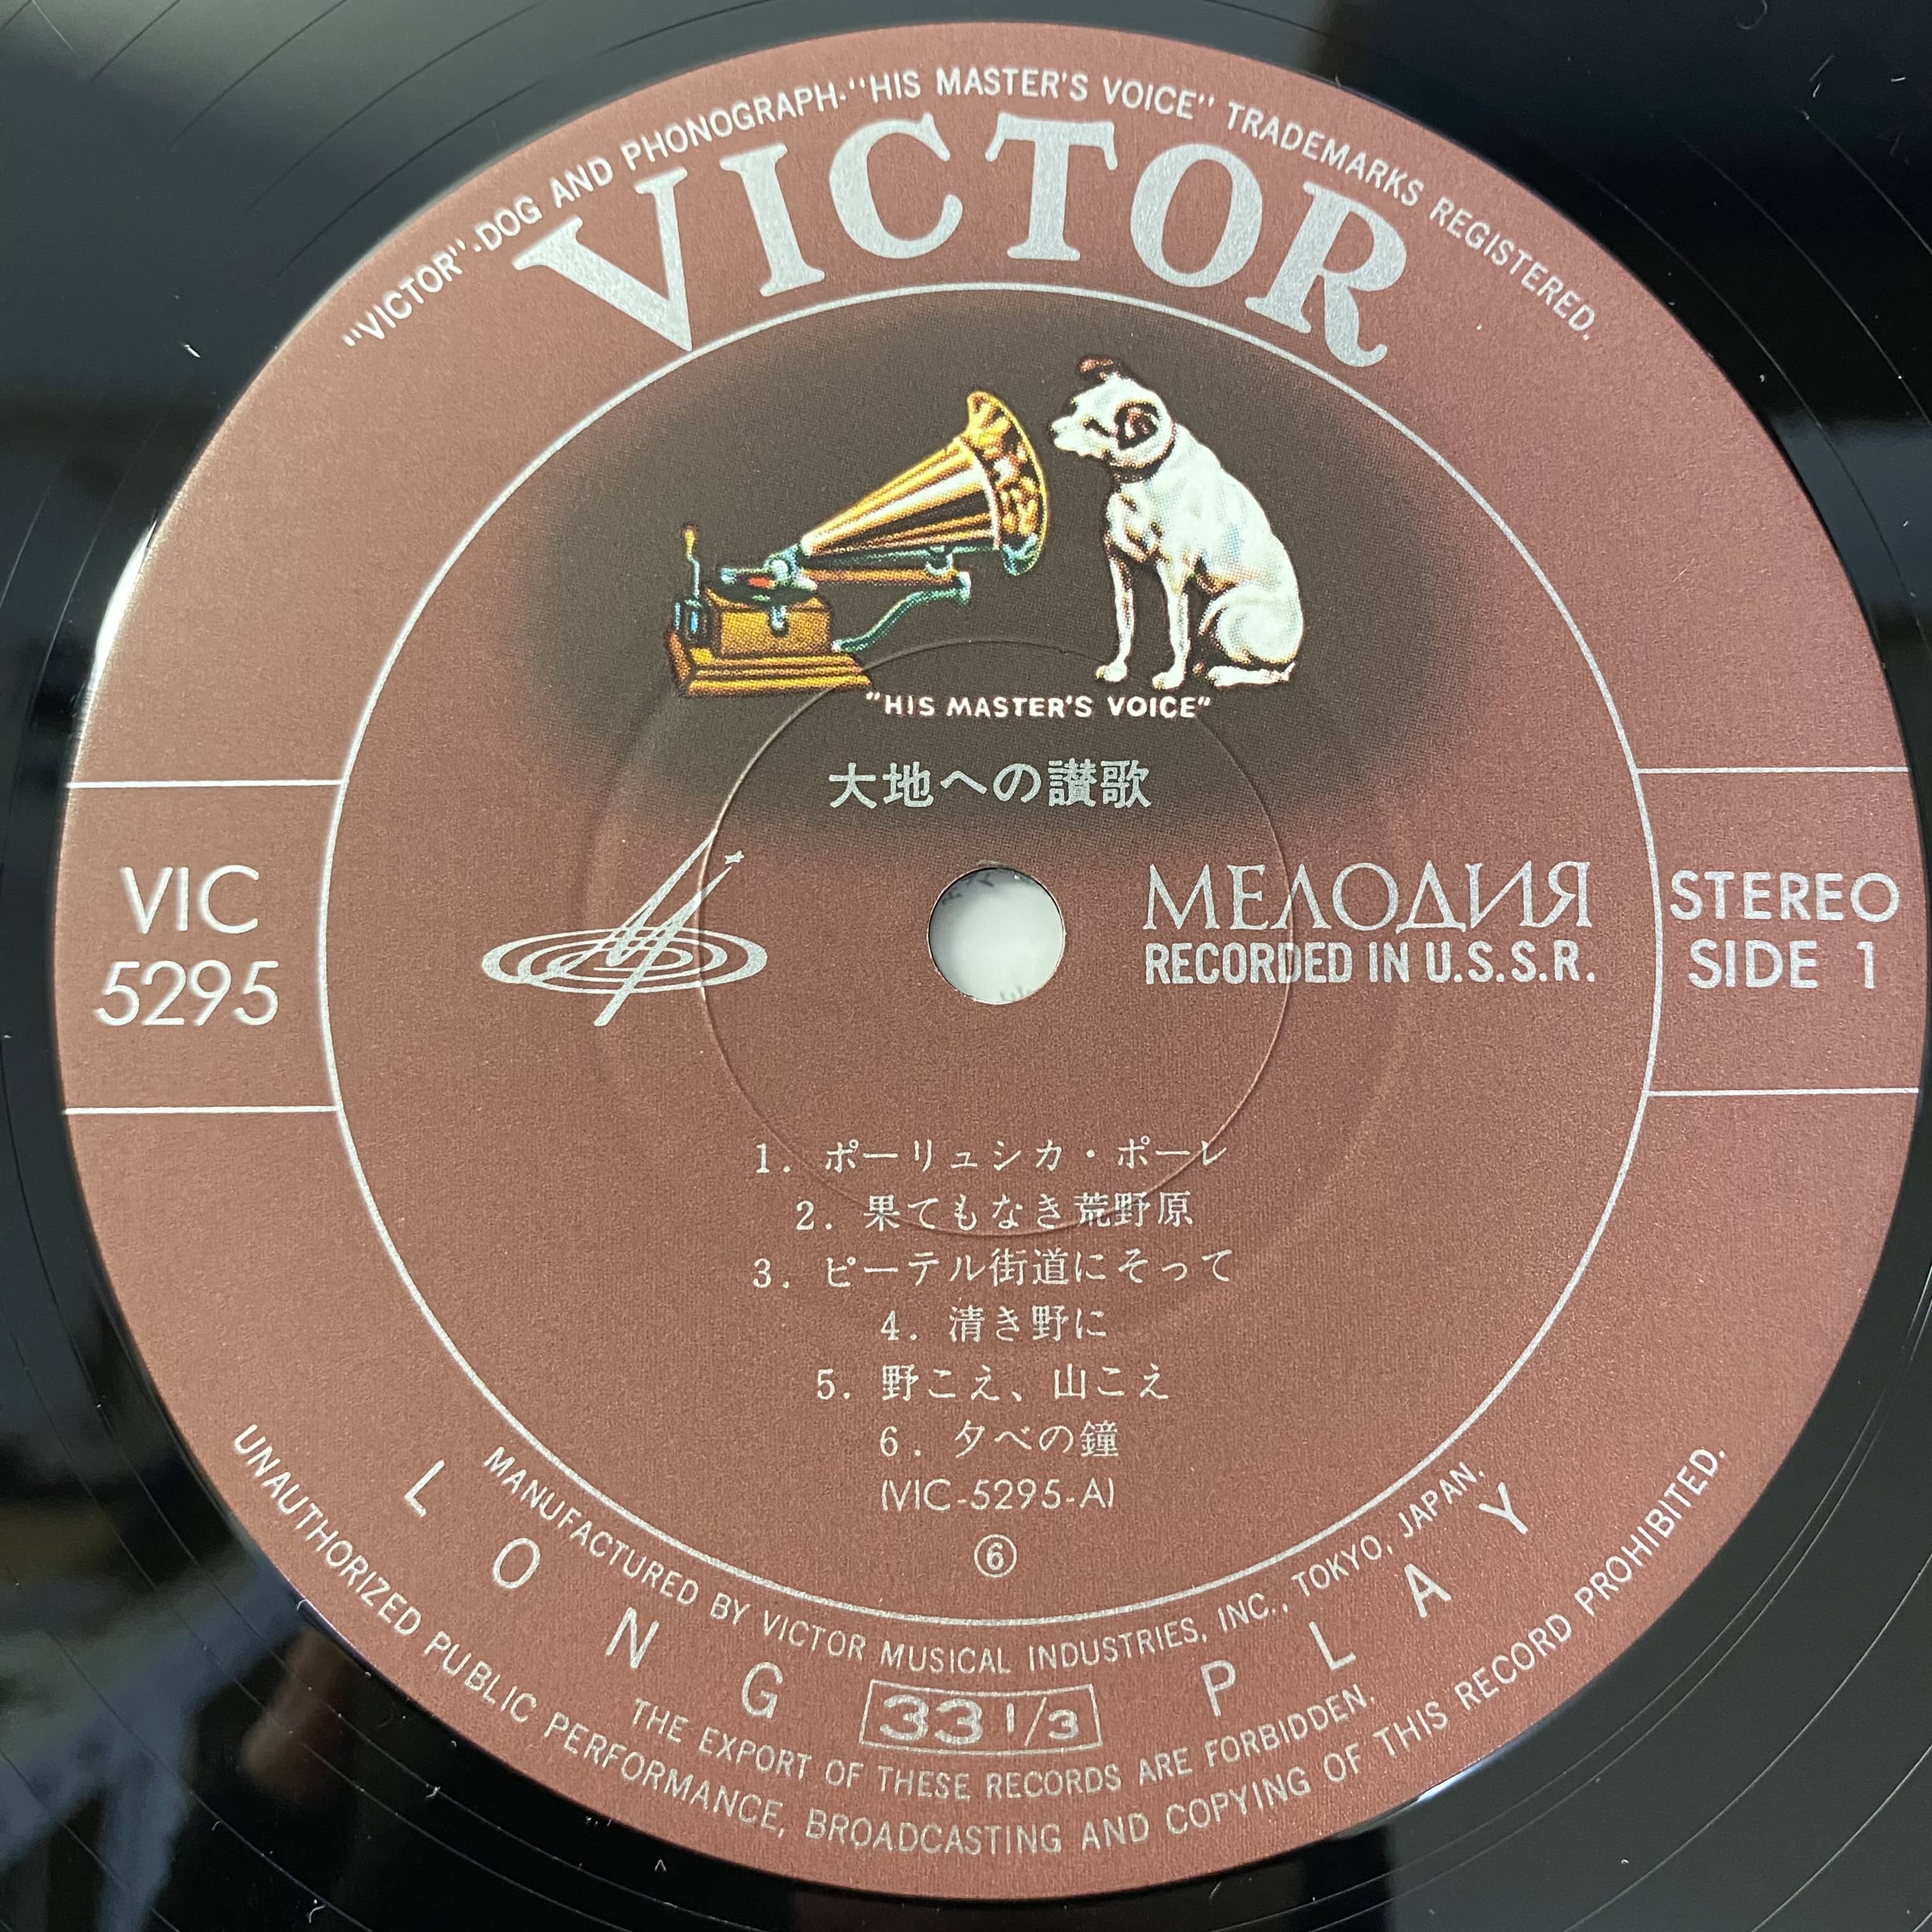 "VICTOR"·DOG AND PHONOGRAPH·"HIS MASTER'S VOICE" TRADEMARKS REGISTERED.
VICTOR
"HIS MASTER'S VOICE"
大地への讃歌
VIC
5295
МЕЛОДИЯ
RECORDED IN U.S.S.R.
STEREO
SIDE 1
1. ポーリュシカ・ポーレ
2. 果てもなき荒野原
3. ピーテル街道にそって
4. 清き野に
5. 野こえ、山こえ
6. 夕べの鐘
(VIC-5295-A)
⑥
MANUFACTURED BY VICTOR MUSICAL INDUSTRIES, INC., TOKYO, JAPAN.
LONG 33 1/3 PLAY
THE EXPORT OF THESE RECORDS ARE FORBIDDEN.
UNAUTHORIZED PUBLIC PERFORMANCE, BROADCASTING AND COPYING OF THIS RECORD PROHIBITED.